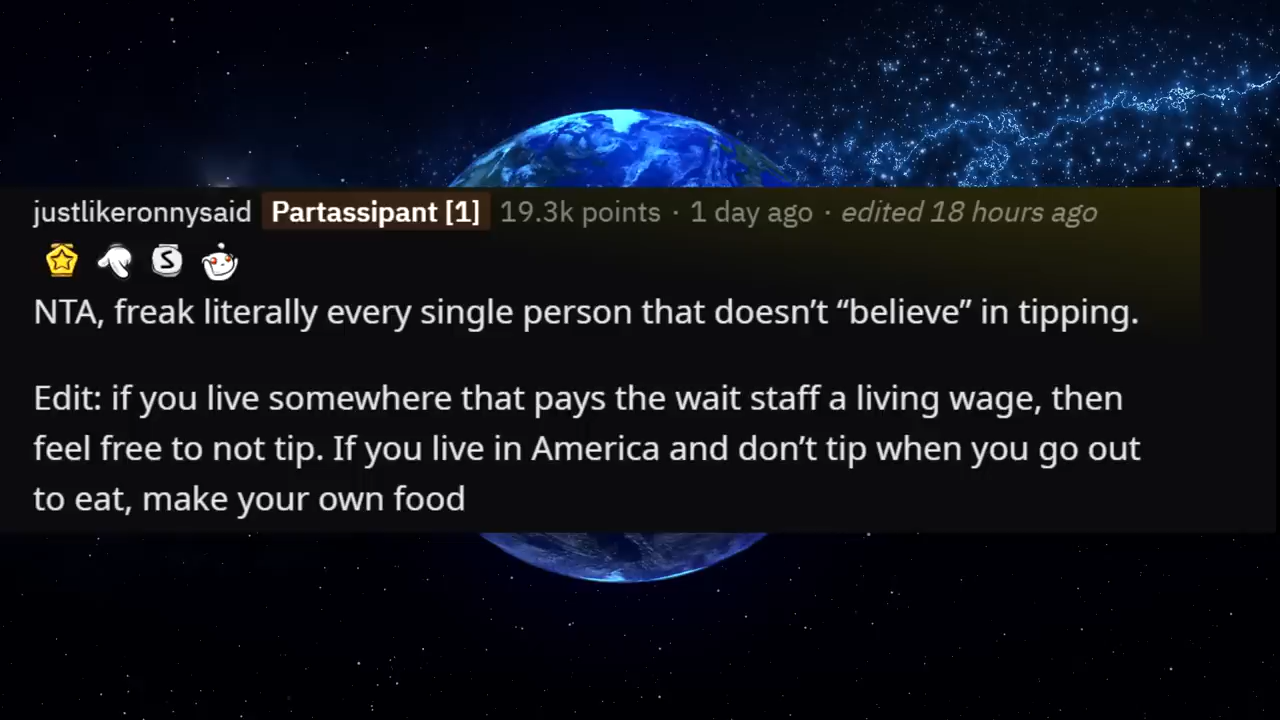 justlikeronnysaid Partassipant [1] 19.3k points · 1 day ago · edited 18 hours ago
S
NTA, freak literally every single person that doesn’t “believe” in tipping.
Edit: if you live somewhere that pays the wait staff a living wage, then
feel free to not tip. If you live in America and don’t tip when you go out
to eat, make your own food